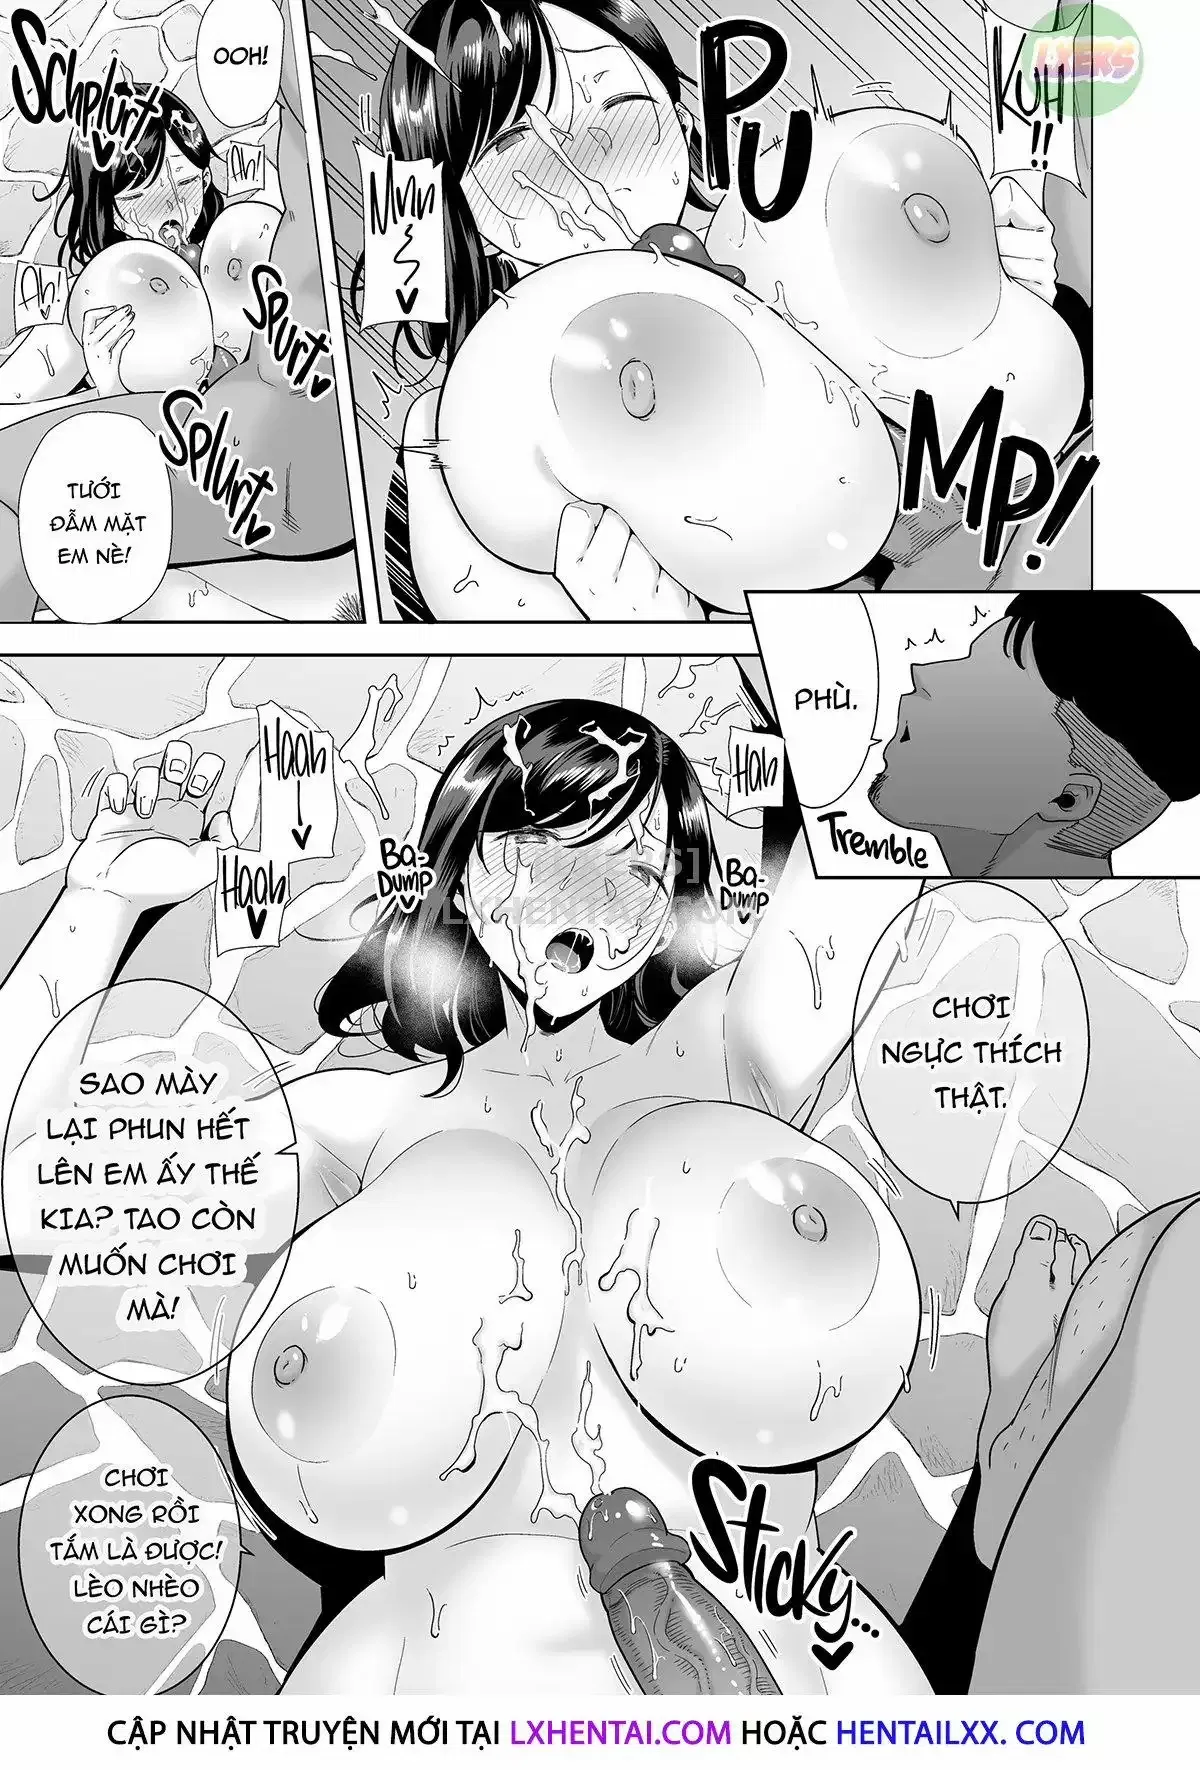 KUH!!
PU
MP!
Mnn
OOH!
Schplurt
Ah!
Ah!
Spurt
Splurt
TƯỚI
ĐẪM MẶT
EM NÈ!
PHÙ.
Tremble
Hah
Haah
Haah
BA-
DUMP
BA-
DUMP
CHƠI
NGỰC THÍCH
THẬT.
SAO MÀY
LẠI PHUN HẾT
LÊN EM ẤY THẾ
KIA? TAO CÒN
MUỐN CHƠI
MÀ!
CHƠI
XONG RỒI
TẮM LÀ ĐƯỢC!
LÈO NHÈO
CÁI GÌ?
Sticky...
CẬP NHẬT TRUYỆN MỚI TẠI LXHENTAI.COM HOẶC HENTAILXX. COM